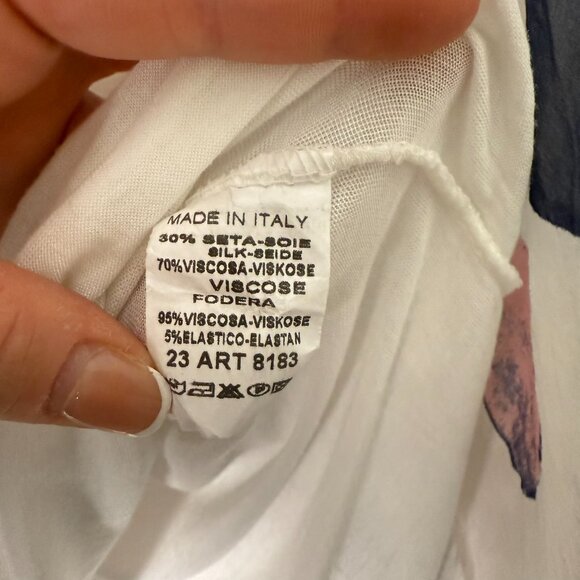 MADE IN ITALY
30% SETA-SOIE
SILK-SEIDE
70%VISCOSA-VISKOSE
VISCOSE
FODERA
95%VISCOSA-VISKOSE
5%ELASTICO-ELASTAN
23 ART 8183